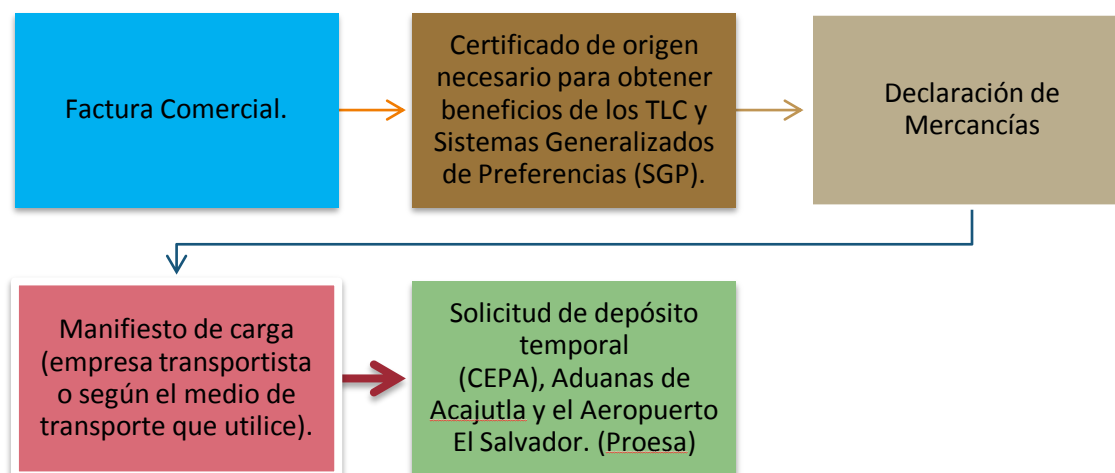 Factura Comercial.
Certificado de origen
necesario para obtener
beneficios de los TLC y
Sistemas Generalizados
de Preferencias (SGP).
Declaración de
Mercancías
Manifiesto de carga
(empresa transportista
o según el medio de
transporte que utilice).
Solicitud de depósito
temporal
(CEPA), Aduanas de
Acajutla y el Aeropuerto
El Salvador. (Proesa)